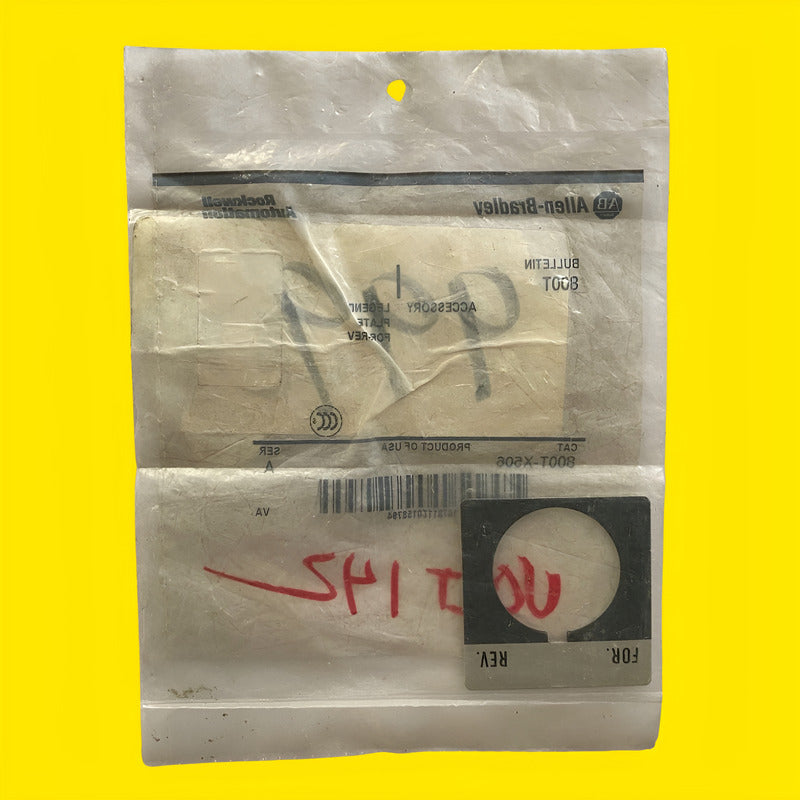 Allen-Bradley
Rockwell
Automation
BULLETIN
800T
ACCESSORY
LEGEND
PLATE
FOR-REV
CAT
PRODUCT OF USA
SER
800T-X506
A
VA
142
FOR. REV.